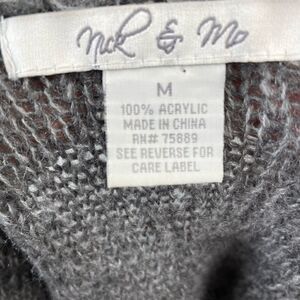 Nick & Mo
M
100% ACRYLIC
MADE IN CHINA
RN# 75889
SEE REVERSE FOR
CARE LABEL